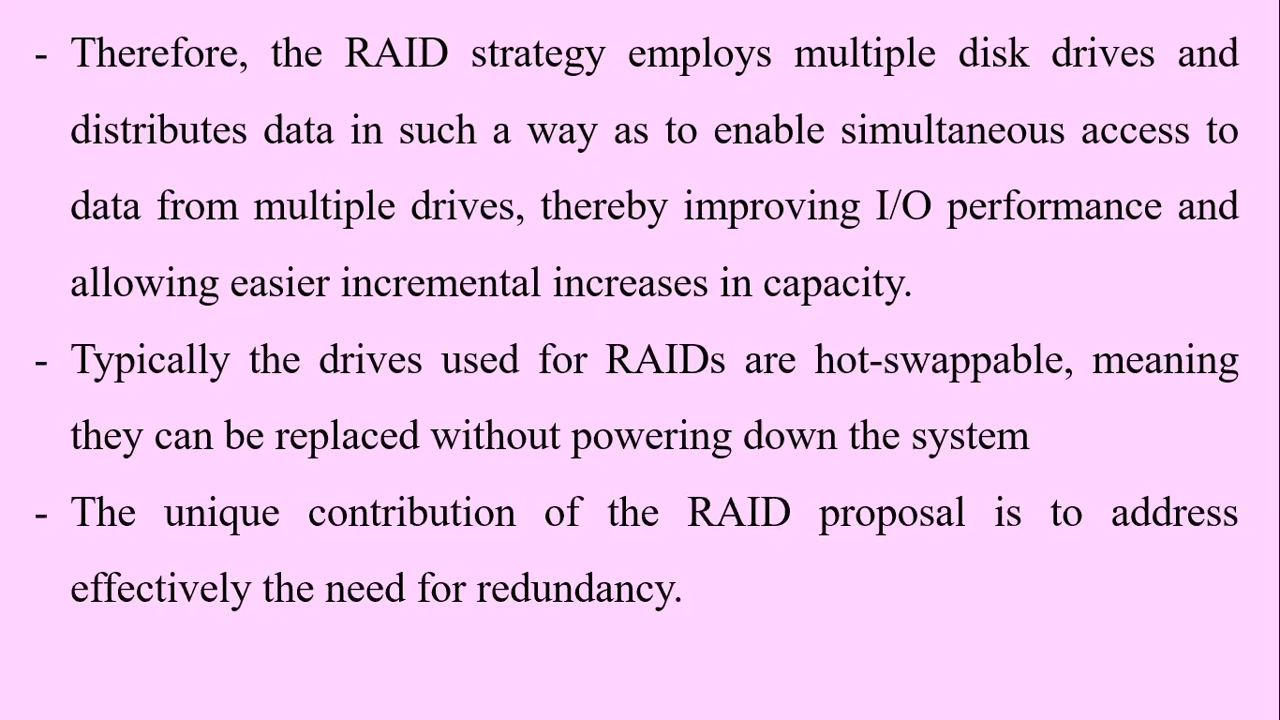 - Therefore, the RAID strategy employs multiple disk drives and
distributes data in such a way as to enable simultaneous access to
data from multiple drives, thereby improving I/O performance and
allowing easier incremental increases in capacity.
- Typically the drives used for RAIDs are hot-swappable, meaning
they can be replaced without powering down the system
- The unique contribution of the RAID proposal is to address
effectively the need for redundancy.